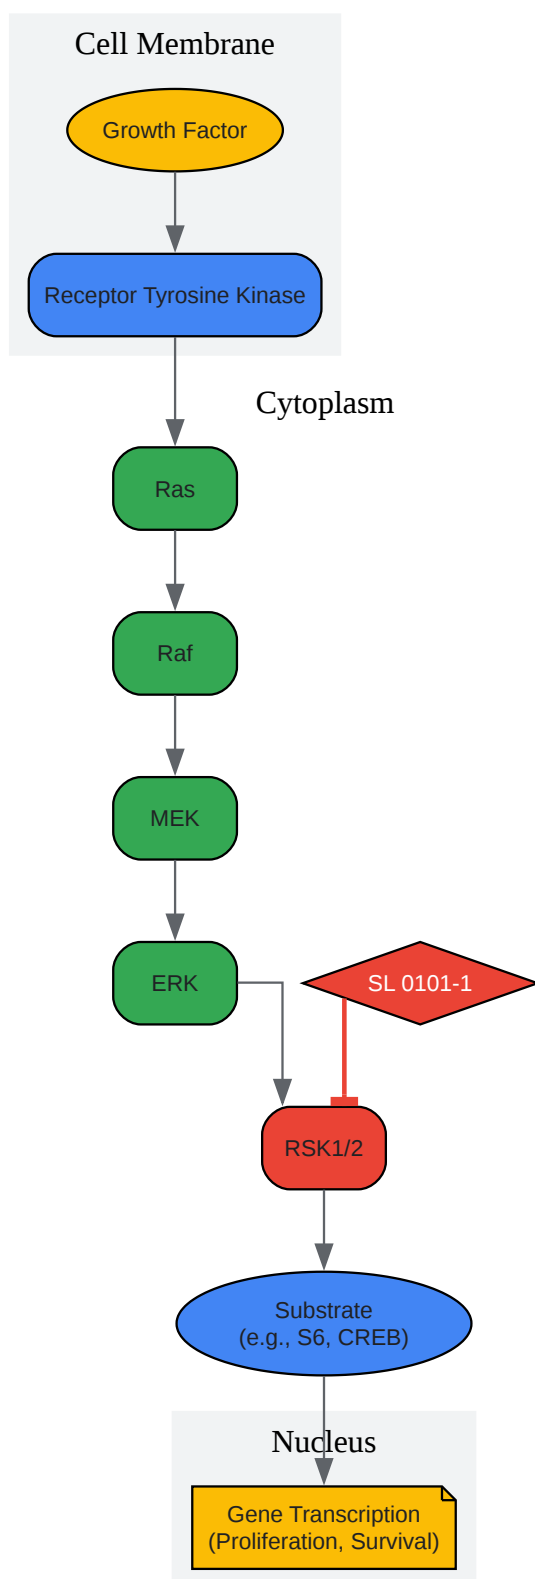 Cell Membrane
Growth Factor
Receptor Tyrosine Kinase
Cytoplasm
Ras
Raf
MEK
ERK
SL 0101-1
RSK1/2
Substrate
(e.g., S6, CREB)
Nucleus
Gene Transcription
(Proliferation, Survival)